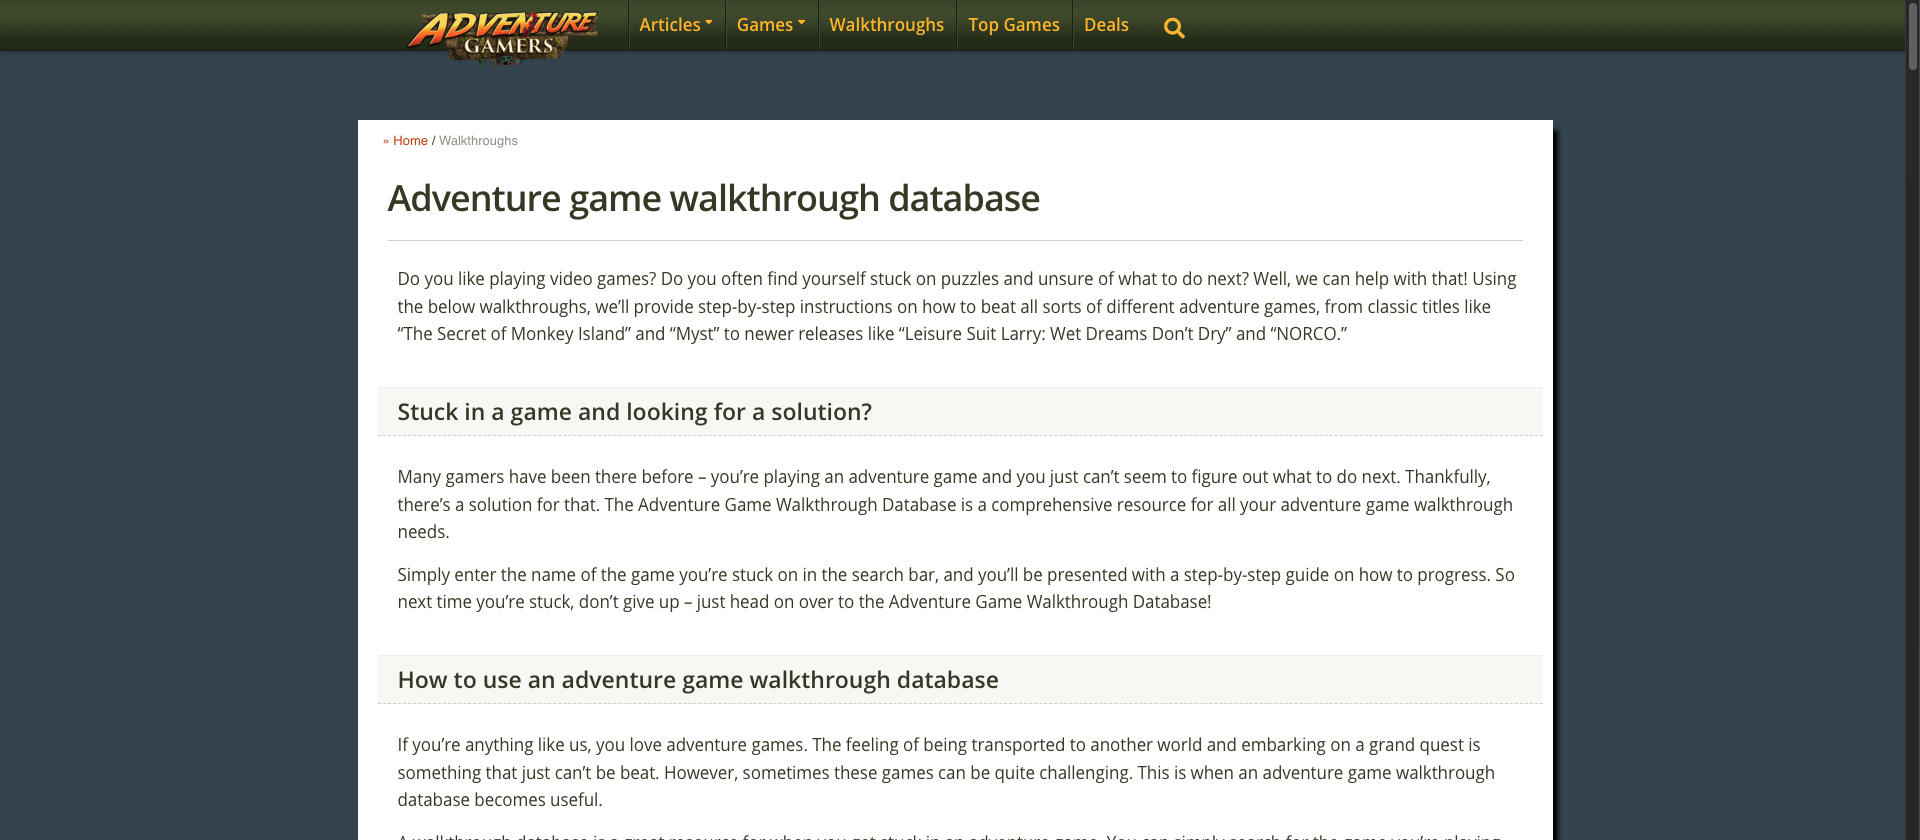 ADVENTURE
GAMERS
Articles Games Walkthroughs Top Games Deals
» Home / Walkthroughs
Adventure game walkthrough database
Do you like playing video games? Do you often find yourself stuck on puzzles and unsure of what to do next? Well, we can help with that! Using
the below walkthroughs, we’ll provide step-by-step instructions on how to beat all sorts of different adventure games, from classic titles like
“The Secret of Monkey Island” and “Myst” to newer releases like “Leisure Suit Larry: Wet Dreams Don’t Dry” and “NORCO.”
Stuck in a game and looking for a solution?
Many gamers have been there before – you’re playing an adventure game and you just can’t seem to figure out what to do next. Thankfully,
there’s a solution for that. The Adventure Game Walkthrough Database is a comprehensive resource for all your adventure game walkthrough
needs.
Simply enter the name of the game you’re stuck on in the search bar, and you’ll be presented with a step-by-step guide on how to progress. So
next time you’re stuck, don’t give up – just head on over to the Adventure Game Walkthrough Database!
How to use an adventure game walkthrough database
If you’re anything like us, you love adventure games. The feeling of being transported to another world and embarking on a grand quest is
something that just can’t be beat. However, sometimes these games can be quite challenging. This is when an adventure game walkthrough
database becomes useful.